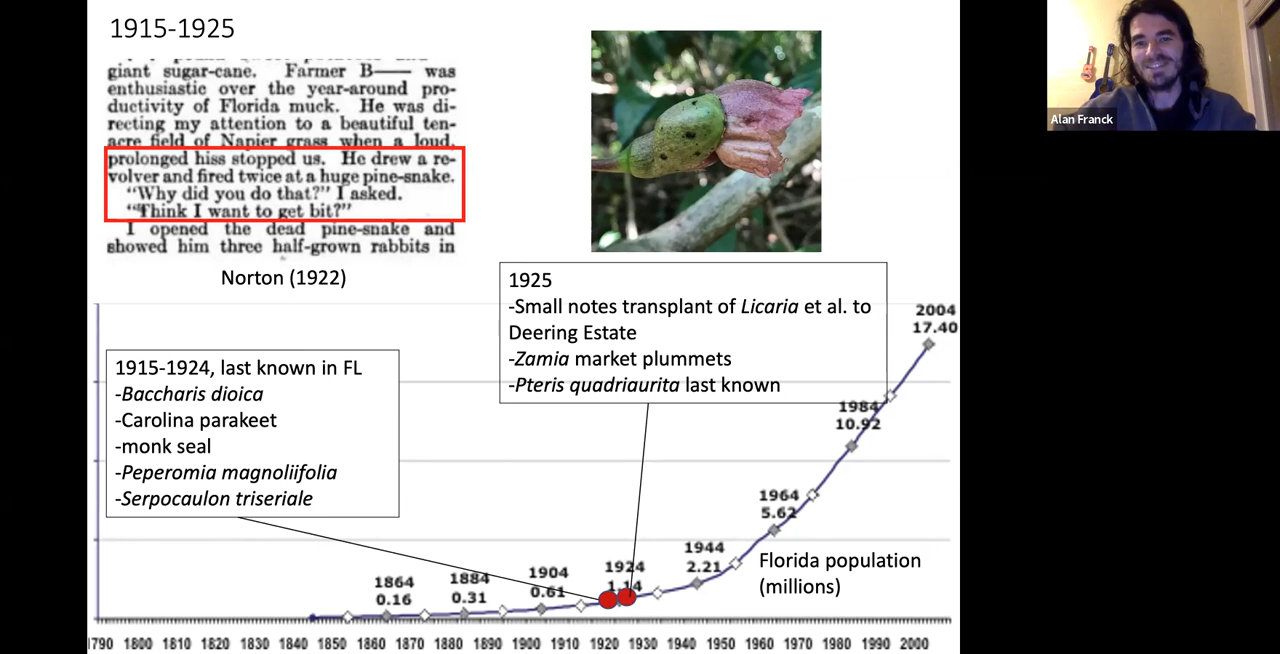 1915-1925
giant sugar-cane. Farmer B—— was
enthusiastic over the year-around pro-
ductivity of Florida muck. He was di-
recting my attention to a beautiful ten-
acre field of Napier grass when a loud,
prolonged hiss stopped us. He drew a re-
volver and fired twice at a huge pine-snake.
"Why did you do that?" I asked.
"Think I want to get bit?"
I opened the dead pine-snake and
showed him three half-grown rabbits in
Norton (1922)
Alan Franck
1925
-Small notes transplant of Licaria et al. to
Deering Estate
-Zamia market plummets
-Pteris quadriaurita last known
1915-1924, last known in FL
-Baccharis dioica
-Carolina parakeet
-monk seal
-Peperomia magnoliifolia
-Serpocaulon triseriale
1864
0.16
1884
0.31
1904
0.61
1924
1.14
1944
2.21
1964
5.62
1984
10.92
2004
17.40
Florida population
(millions)
1790 1800 1810 1820 1830 1840 1850 1860 1870 1880 1890 1900 1910 1920 1930 1940 1950 1960 1970 1980 1990 2000